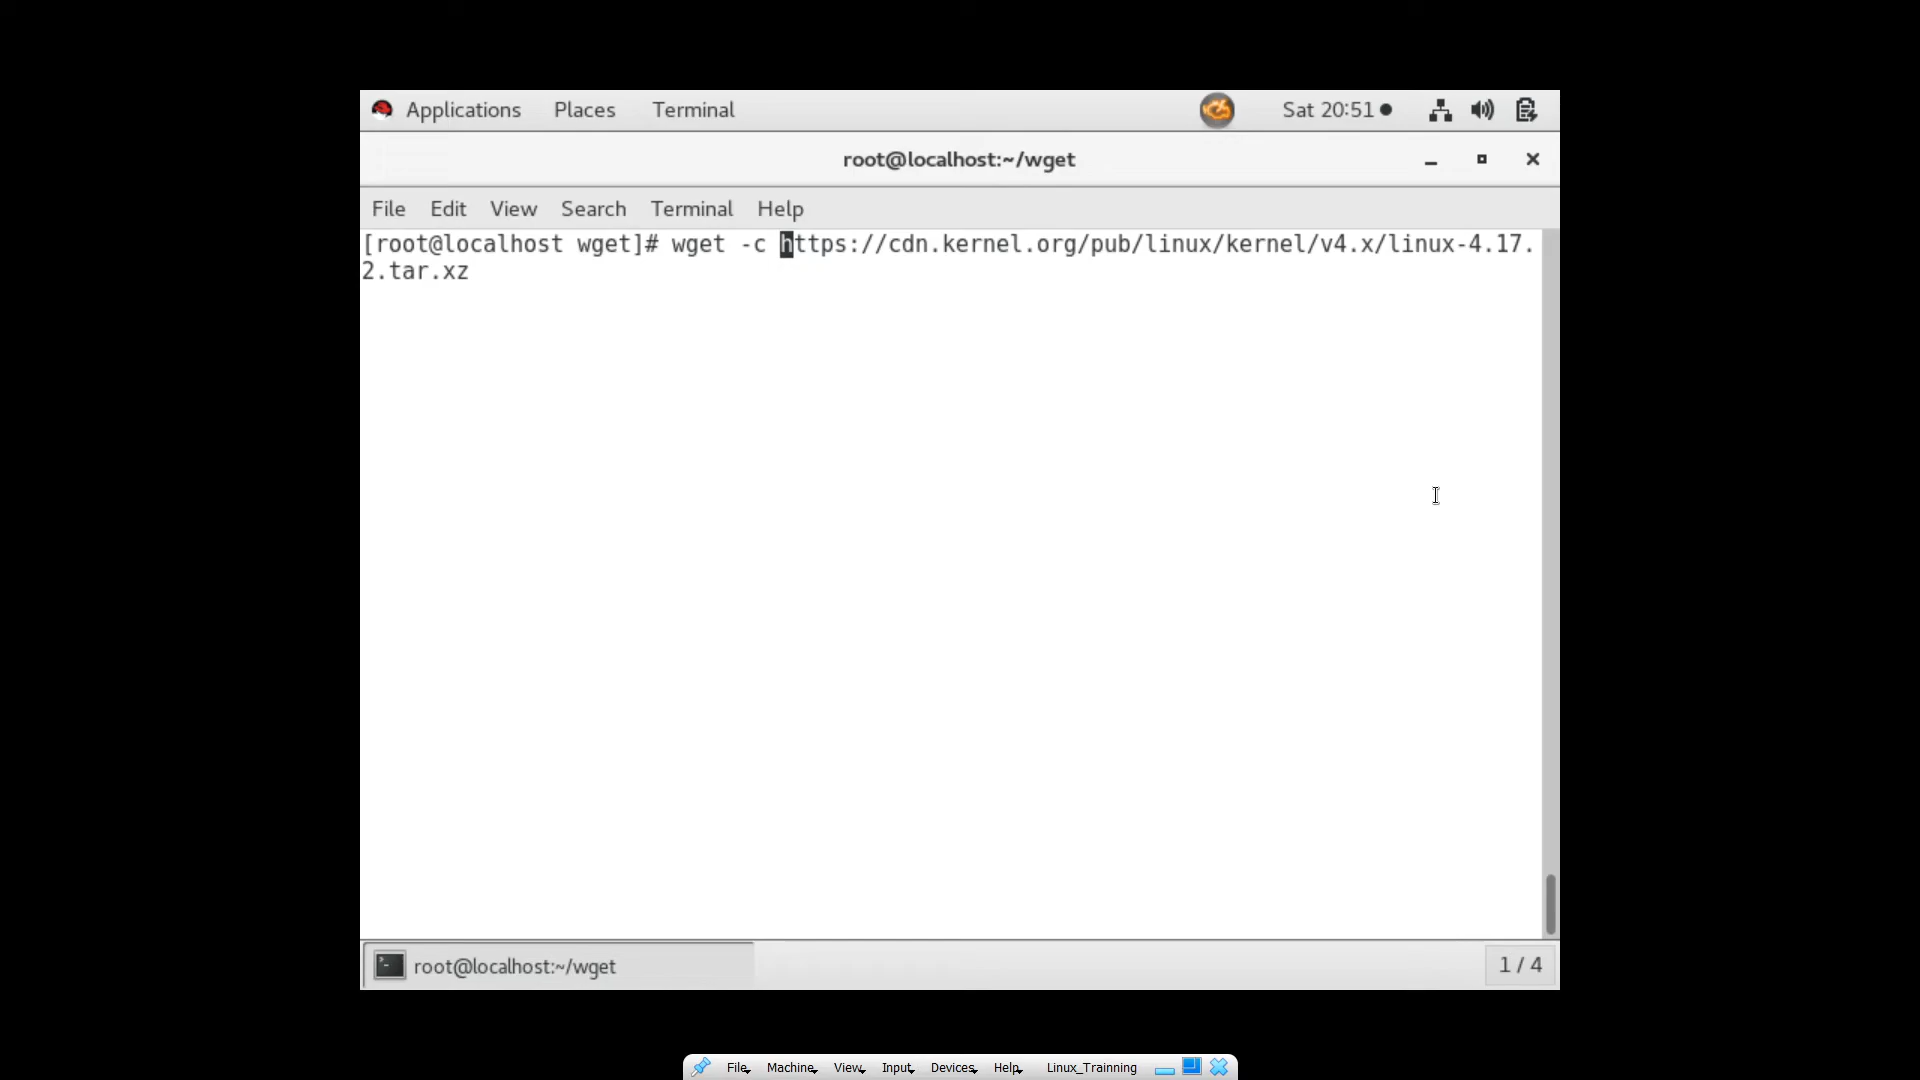 Applications Places Terminal Sat 20:51
root@localhost:~/wget
File Edit View Search Terminal Help
[root@localhost wget]# wget -c https://cdn.kernel.org/pub/linux/kernel/v4.x/linux-4.17.
2.tar.xz
root@localhost:~/wget 1 / 4
File Machine View Input Devices Help Linux_Trainning